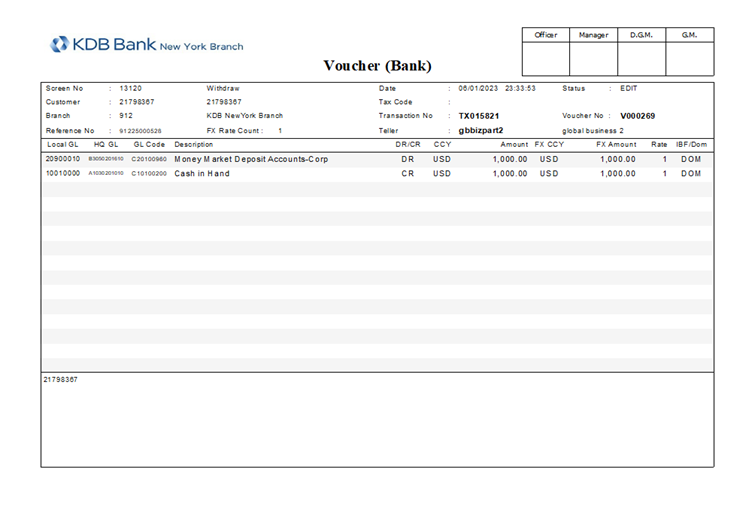 KDB Bank New York Branch
Officer Manager D.G.M. G.M.
Voucher (Bank)
Screen No : 13120 Withdraw Date : 06/01/2023 23:33:53 Status : EDIT
Customer : 21798367 21798367 Tax Code :
Branch : 912 KDB NewYork Branch Transaction No : TX015821 Voucher No : V000269
Reference No : 91225000526 FX Rate Count : 1 Teller : gbbizpart2 global business 2
Local GL HQ GL GL Code Description DR/CR CCY Amount FX CCY FX Amount Rate IBF/Dom
20900010 B3050201610 C20100960 Money Market Deposit Accounts-Corp DR USD 1,000.00 USD 1,000.00 1 DOM
10010000 A1030201010 C10100200 Cash in Hand CR USD 1,000.00 USD 1,000.00 1 DOM
21798367